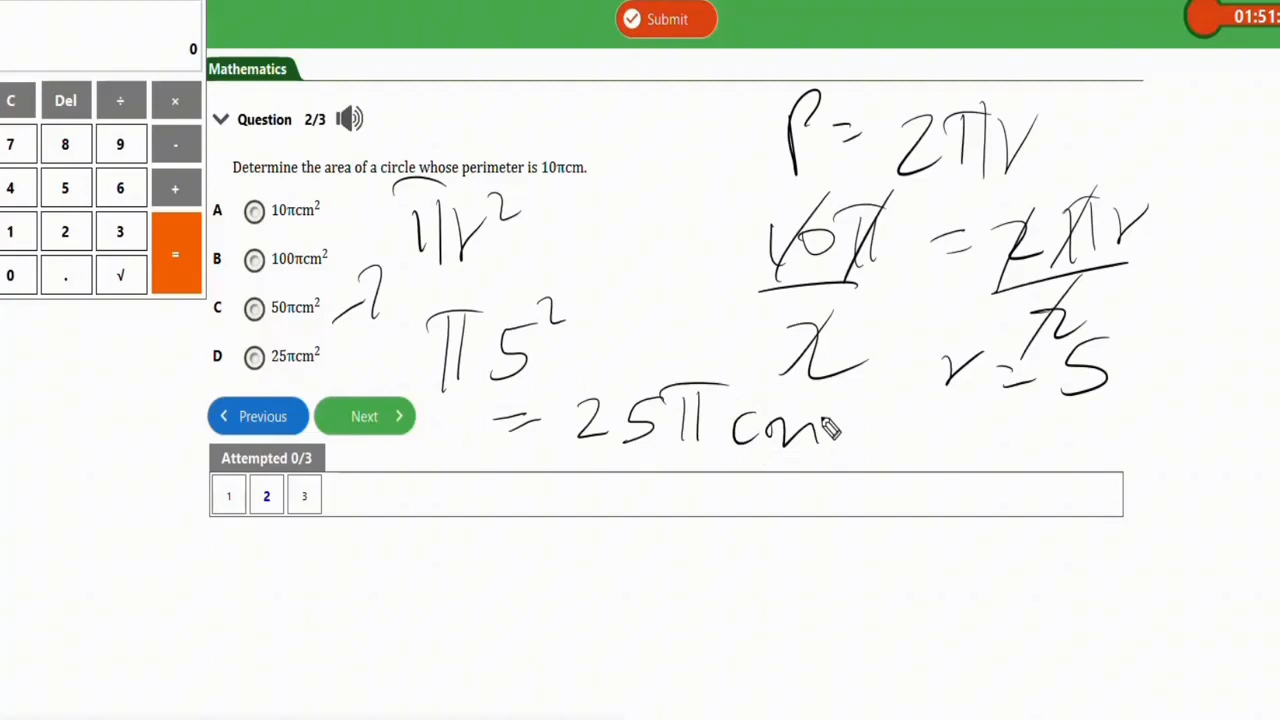 Submit
01:51:
0
Mathematics
C Del ÷ ×
Question 2/3
7 8 9 -
4 5 6 +
1 2 3 =
0 . √
Determine the area of a circle whose perimeter is 10πcm.
A 10πcm²
B 100πcm²
C 50πcm²
D 25πcm²
Previous Next
Attempted 0/3
1 2 3
P = 2πr
10π = 2πr
2 2
r = 5
πr²
π5²
= 25π cm